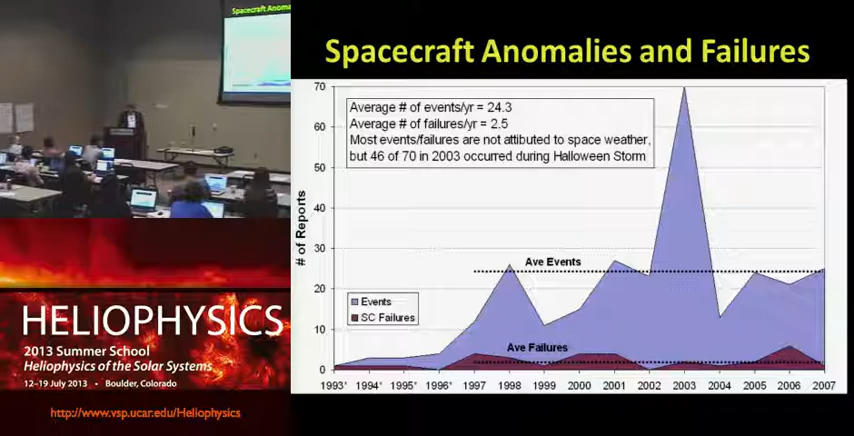 Spacecraft Anoma
Spacecraft Anomalies and Failures
Average # of events/yr = 24.3
Average # of failures/yr = 2.5
Most events/failures are not attibuted to space weather,
but 46 of 70 in 2003 occurred during Halloween Storm
# of Reports
70
60
50
40
30
20
10
0
Ave Events
Events
SC Failures
Ave Failures
1993* 1994* 1995* 1996* 1997 1998 1999 2000 2001 2002 2003 2004 2005 2006 2007
HELIOPHYSICS
2013 Summer School
Heliophysics of the Solar Systems
12–19 July 2013 • Boulder, Colorado
http://www.vsp.ucar.edu/Heliophysics